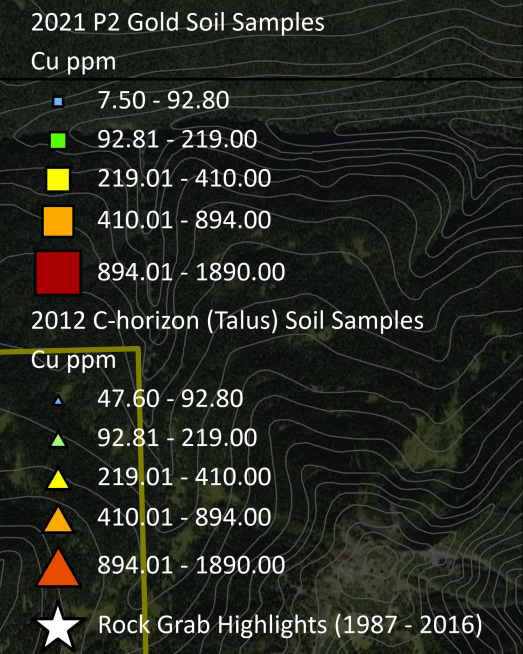 2021 P2 Gold Soil Samples
Cu ppm
7.50 - 92.80
92.81 - 219.00
219.01 - 410.00
410.01 - 894.00
894.01 - 1890.00
2012 C-horizon (Talus) Soil Samples
Cu ppm
47.60 - 92.80
92.81 - 219.00
219.01 - 410.00
410.01 - 894.00
894.01 - 1890.00
Rock Grab Highlights (1987 - 2016)